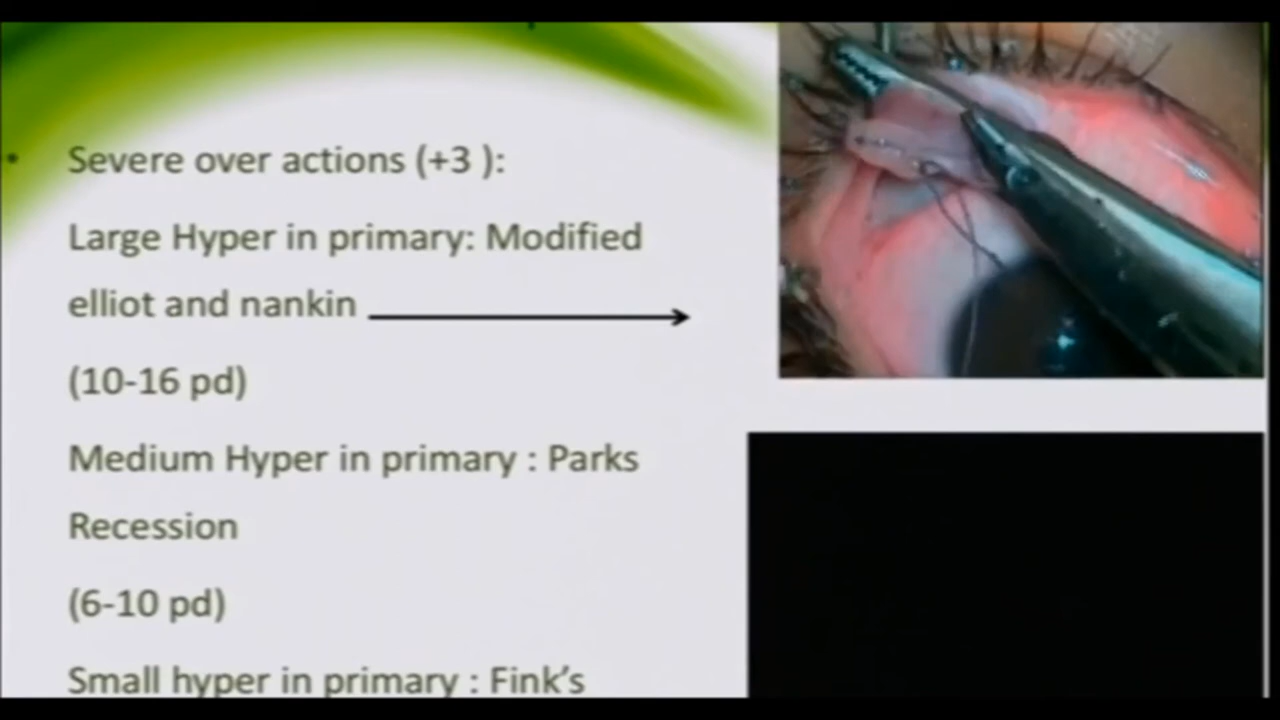 • Severe over actions (+3 ):
Large Hyper in primary: Modified
elliot and nankin
(10-16 pd)
Medium Hyper in primary : Parks
Recession
(6-10 pd)
Small hyper in primary : Fink's